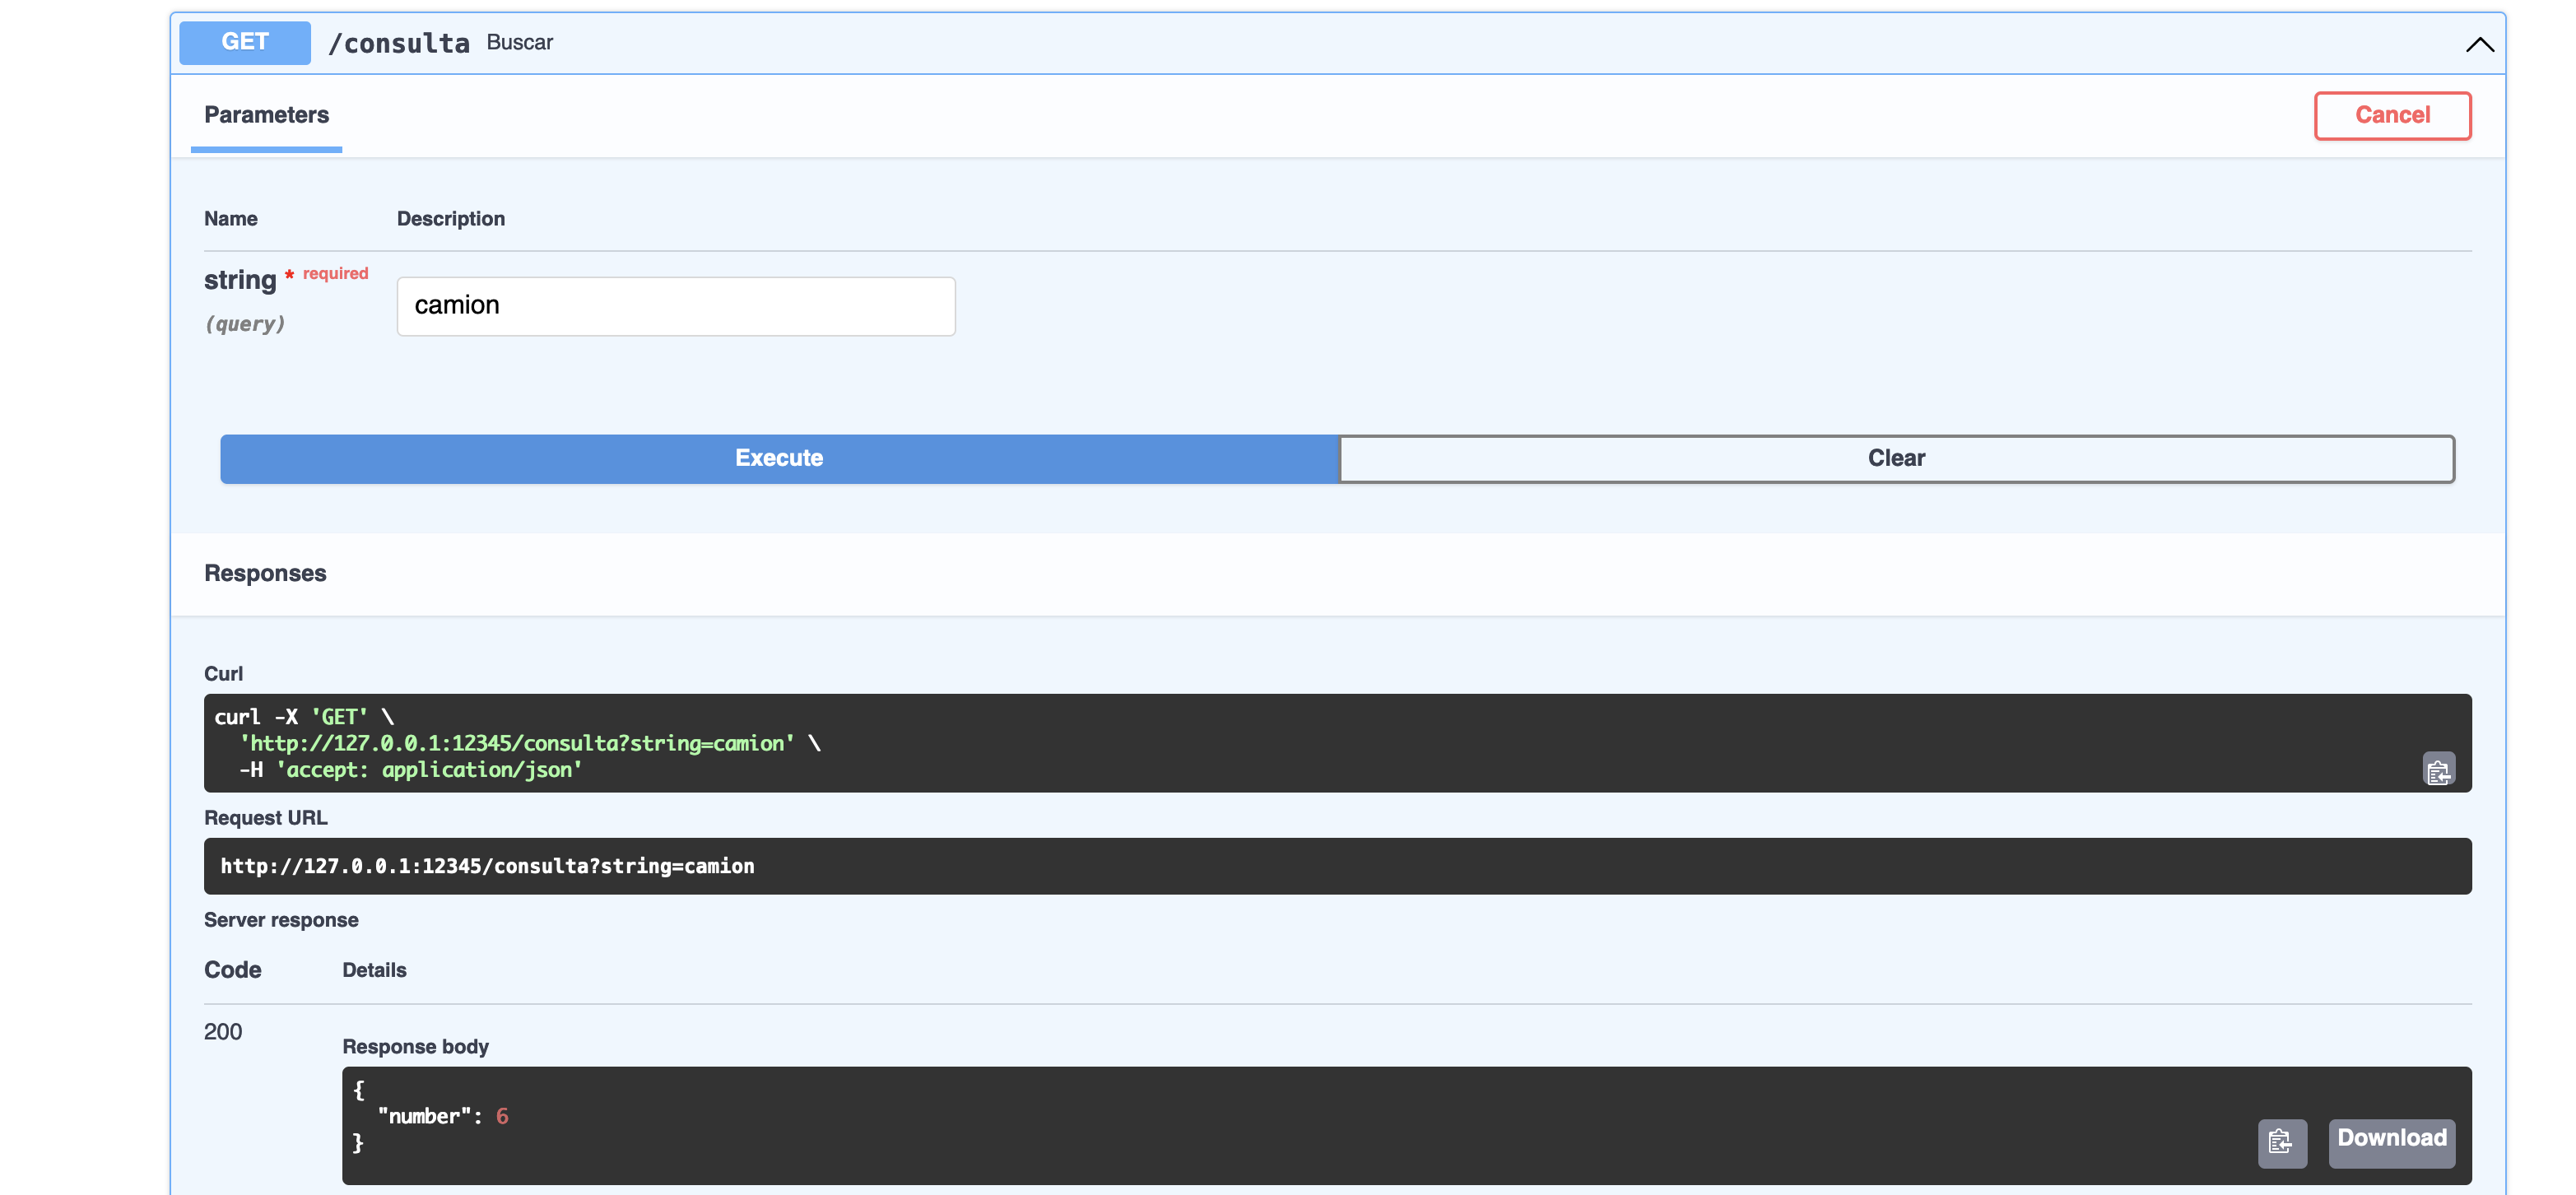 GET /consulta Buscar
Parameters Cancel
Name Description
string * required
(query)
camion
Execute Clear
Responses
Curl
curl -X 'GET' \
  'http://127.0.0.1:12345/consulta?string=camion' \
  -H 'accept: application/json'
Request URL
http://127.0.0.1:12345/consulta?string=camion
Server response
Code Details
200
Response body
{
  "number": 6
}
Download